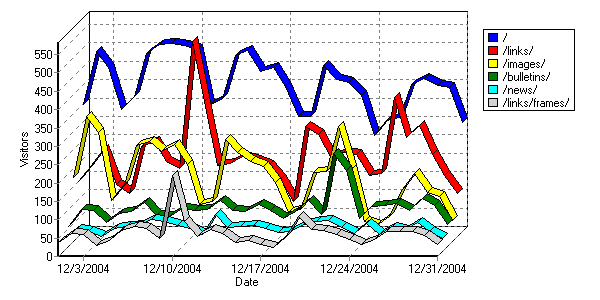 550
500
450
400
350
300
250
200
150
100
50
0
Visitors
12/3/2004 12/10/2004 12/17/2004 12/24/2004 12/31/2004
Date
/
/links/
/images/
/bulletins/
/news/
/links/frames/